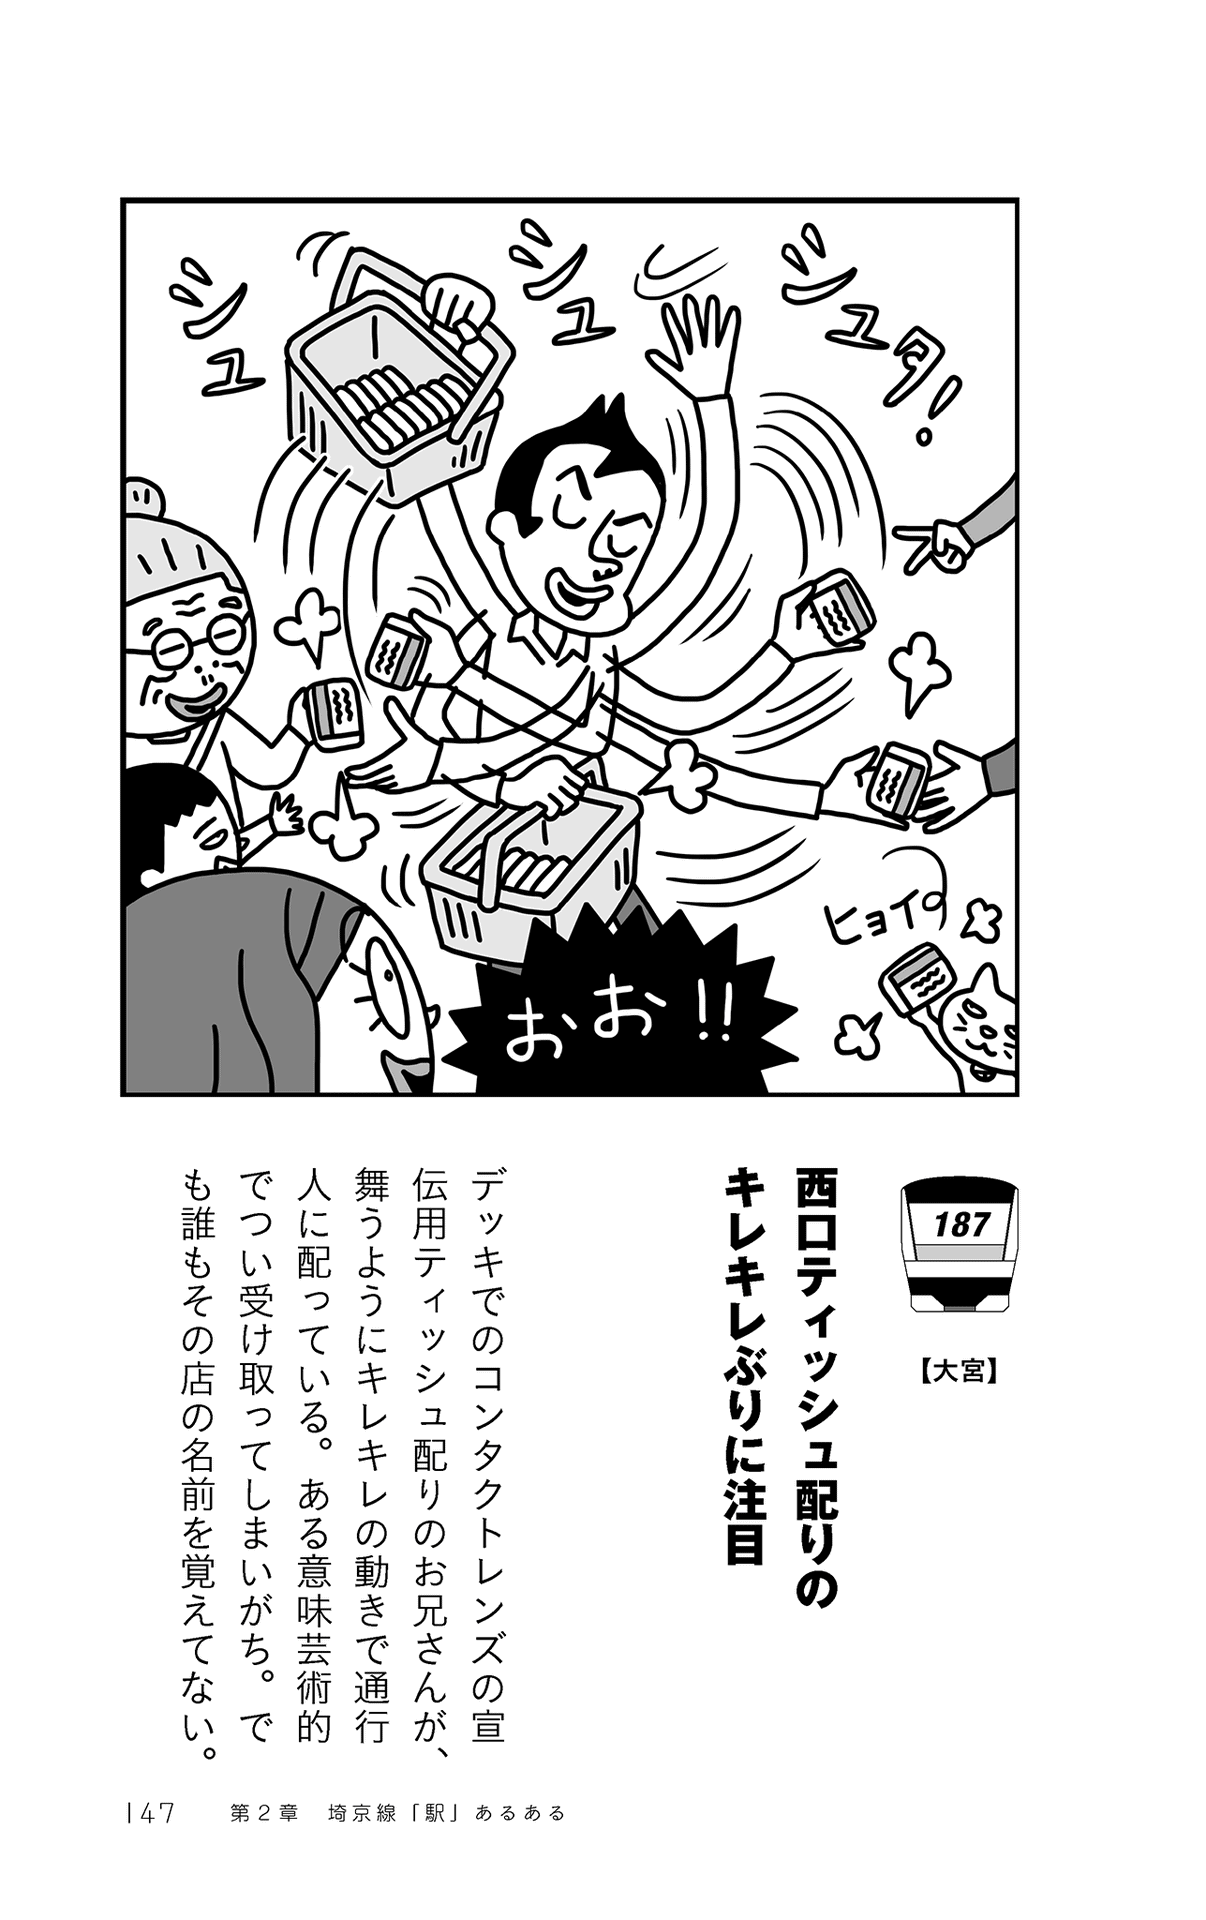 シュ
シュ
シュタ!
ヒョイ
おお!!
187
【大宮】
西口ティッシュ配りの
キレキレぶりに注目
デッキでのコンタクトレンズの宣
伝用ティッシュ配りのお兄さんが、
舞うようにキレキレの動きで通行
人に配っている。ある意味芸術的
でつい受け取ってしまいがち。で
も誰もその店の名前を覚えてない。
147 第2章 埼京線「駅」あるある